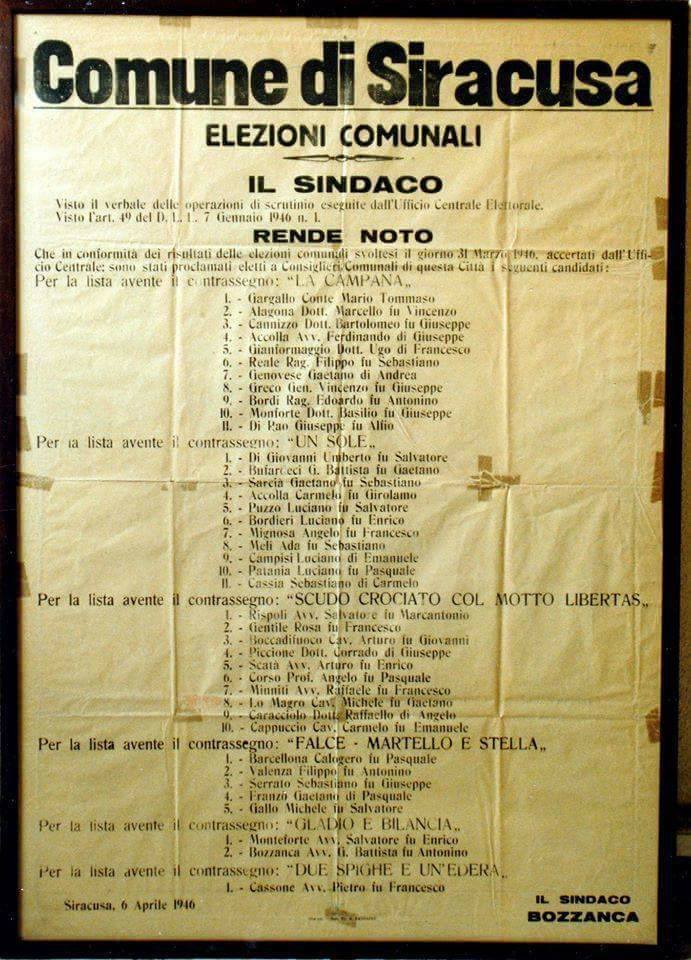 Comune di Siracusa
ELEZIONI COMUNALI
IL SINDACO
Visto il verbale delle operazioni di scrutinio eseguite dall'Ufficio Centrale Elettorale.
Visto l'art. 49 del D. L. L. 7 Gennaio 1946 n. 1.
RENDE NOTO
Che in conformità dei risultati delle elezioni comunali svoltesi il giorno 31 Marzo 1946, accertati dall'Uffi-
cio Centrale; sono stati proclamati eletti a Consiglieri Comunali di questa Città i seguenti candidati:
Per la lista avente il contrassegno: "LA CAMPANA„
1. - Gargallo Conte Mario Tommaso
2. - Alagona Dott. Marcello fu Vincenzo
3. - Cannizzo Dott. Bartolomeo fu Giuseppe
4. - Accolla Avv. Ferdinando di Giuseppe
5. - Gianformaggio Dott. Ugo di Francesco
6. - Reale Rag. Filippo fu Sebastiano
7. - Genovese Gaetano di Andrea
8. - Greco Gen. Vincenzo fu Giuseppe
9. - Bordi Rag. Edoardo fu Antonino
10. - Monforte Dott. Basilio fu Giuseppe
11. - Di Pao Giuseppe fu Alfio
Per la lista avente il contrassegno: "UN SOLE„
1. - Di Giovanni Umberto fu Salvatore
2. - Bufardeci G. Battista fu Gaetano
3. - Sarcià Gaetano fu Sebastiano
4. - Accolla Carmelo fu Girolamo
5. - Puzzo Luciano fu Salvatore
6. - Bordieri Luciano fu Enrico
7. - Mignosa Angelo fu Francesco
8. - Meli Ada fu Sebastiano
9. - Campisi Luciano di Emanuele
10. - Patania Luciano fu Pasquale
11. - Cassia Sebastiano di Carmelo
Per la lista avente il contrassegno: "SCUDO CROCIATO COL MOTTO LIBERTAS„
1. - Rispoli Avv. Salvatore fu Marcantonio
2. - Gentile Rosa fu Francesco
3. - Boccadifuoco Cav. Arturo fu Giovanni
4. - Piccione Dott. Corrado di Giuseppe
5. - Scatà Avv. Arturo fu Enrico
6. - Corso Prof. Angelo fu Pasquale
7. - Minniti Avv. Raffaele fu Francesco
8. - Lo Magro Cav. Michele fu Gaetano
9. - Caracciolo Dott. Raffaello di Angelo
10. - Cappuccio Cav. Carmelo fu Emanuele
Per la lista avente il contrassegno: "FALCE - MARTELLO E STELLA„
1. - Barcellona Calogero fu Pasquale
2. - Valenza Filippo fu Antonino
3. - Serrato Sebastiano fu Giuseppe
4. - Franzò Gaetano di Pasquale
5. - Gallo Michele fu Salvatore
Per la lista avente il contrassegno: "GLADIO E BILANCIA„
1. - Monteforte Avv. Salvatore fu Enrico
2. - Bozzanca Avv. G. Battista fu Antonino
Per la lista avente il contrassegno: "DUE SPIGHE E UN'EDERA„
1. - Cassone Avv. Pietro fu Francesco
Siracusa, 6 Aprile 1946
IL SINDACO
BOZZANCA